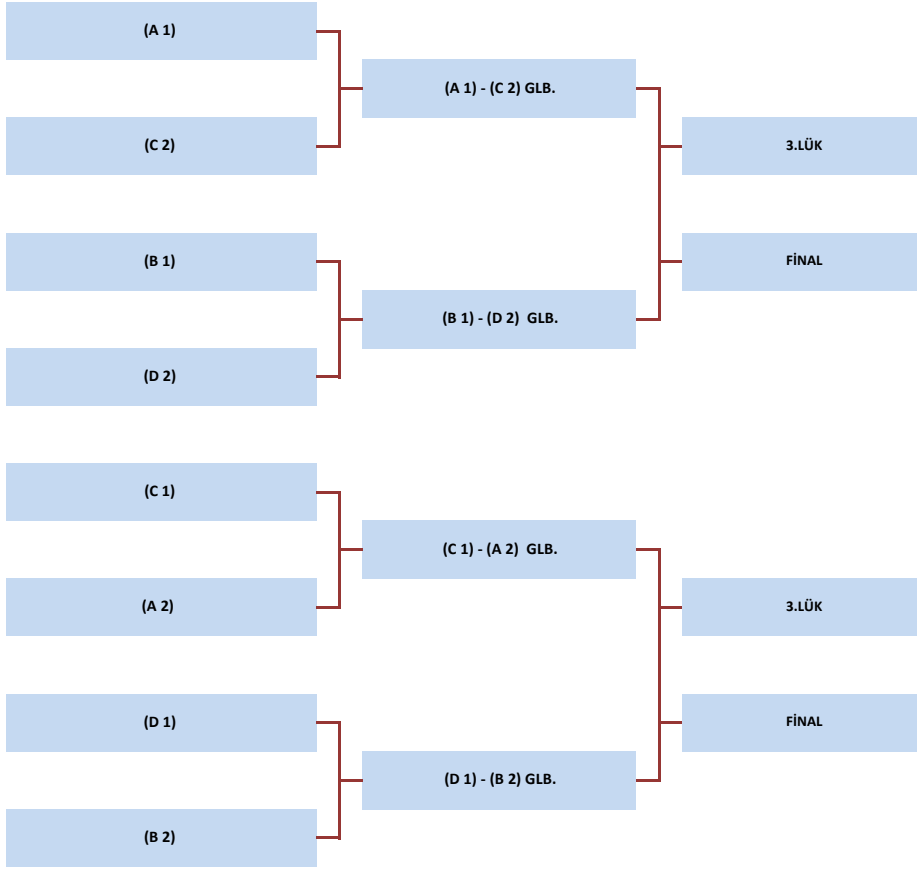 (A 1)
(A 1) - (C 2) GLB.
(C 2)
3.LÜK
(B 1)
FİNAL
(B 1) - (D 2) GLB.
(D 2)
(C 1)
(C 1) - (A 2) GLB.
(A 2)
3.LÜK
(D 1)
FİNAL
(D 1) - (B 2) GLB.
(B 2)